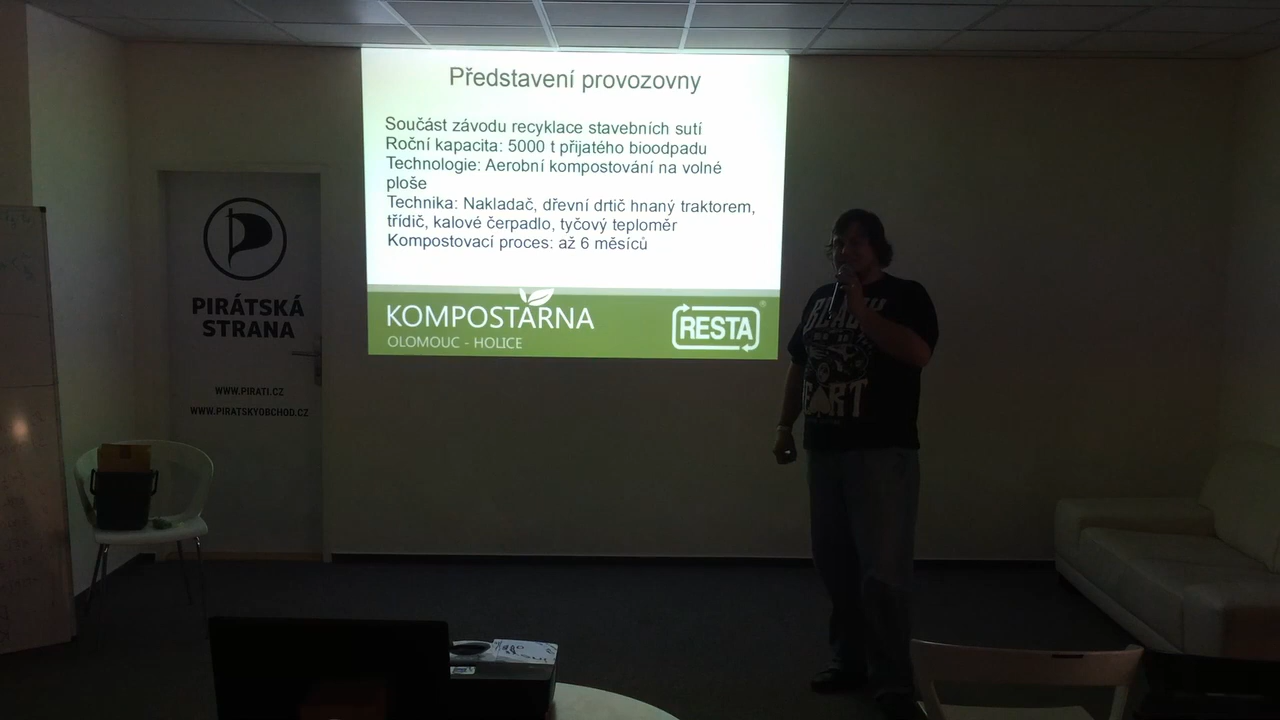 Představení provozovny
Součást závodu recyklace stavebních sutí
Roční kapacita: 5000 t přijatého bioodpadu
Technologie: Aerobní kompostování na volné
ploše
Technika: Nakladač, dřevní drtič hnaný traktorem,
třídič, kalové čerpadlo, tyčový teploměr
Kompostovací proces: až 6 měsíců
KOMPOSTÁRNA
OLOMOUC - HOLICE
RESTA
PIRÁTSKÁ
STRANA
WWW.PIRATI.CZ
WWW.PIRATSKYOBCHOD.CZ
BLACK